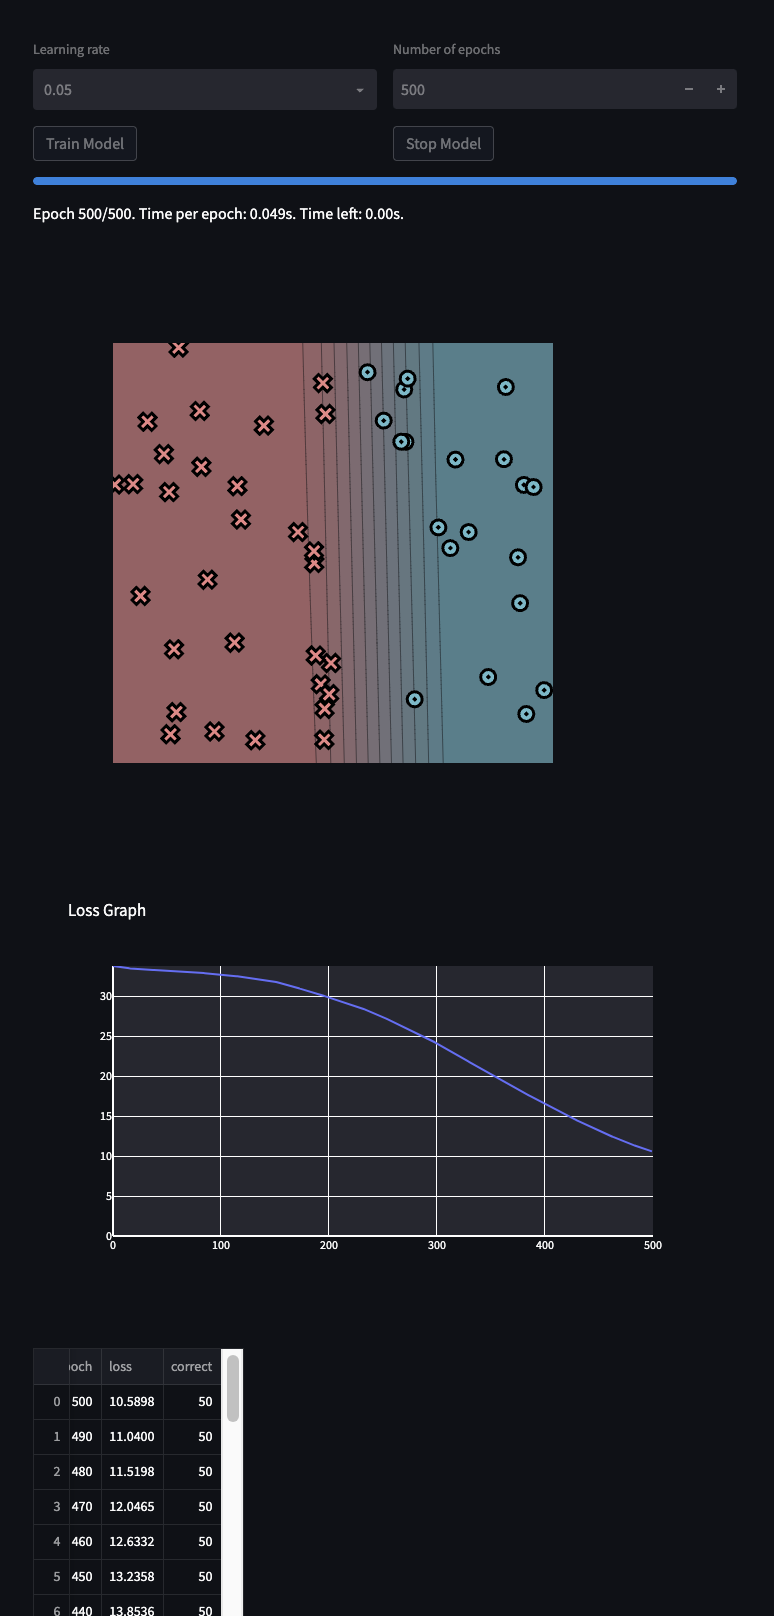 Learning rate Number of epochs
0.05 500 − +
Train Model Stop Model
Epoch 500/500. Time per epoch: 0.049s. Time left: 0.00s.
Loss Graph
30
25
20
15
10
5
0
0 100 200 300 400 500
och loss correct
0 500 10.5898 50
1 490 11.0400 50
2 480 11.5198 50
3 470 12.0465 50
4 460 12.6332 50
5 450 13.2358 50
6 440 13.8536 50